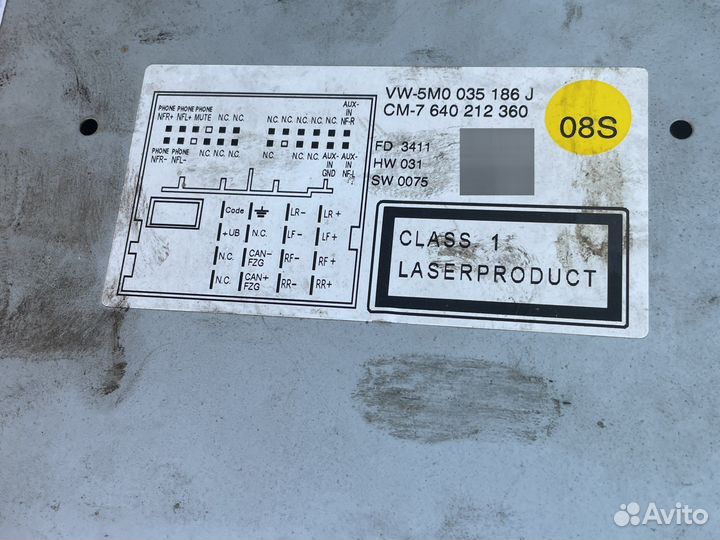 VW-5M0 035 186 J
CM-7 640 212 360
08S
FD 3411
HW 031
SW 0075
CLASS 1
LASERPRODUCT
AUX-
PHONE PHONE PHONE N.C. N.C. N.C. IN
NFR+ NFL+ MUTE N.C. N.C. N.C. N.C. NF-R
PHONE PHONE N.C. N.C. N.C. N.C. N.C. AUX- AUX-
NFR- NFL- IN IN
GND NF-L
Code LR- LR+
+UB N.C. LF- LF+
N.C. CAN- RF- RF+
FZG
N.C. CAN+ RR- RR+
FZG
Avito